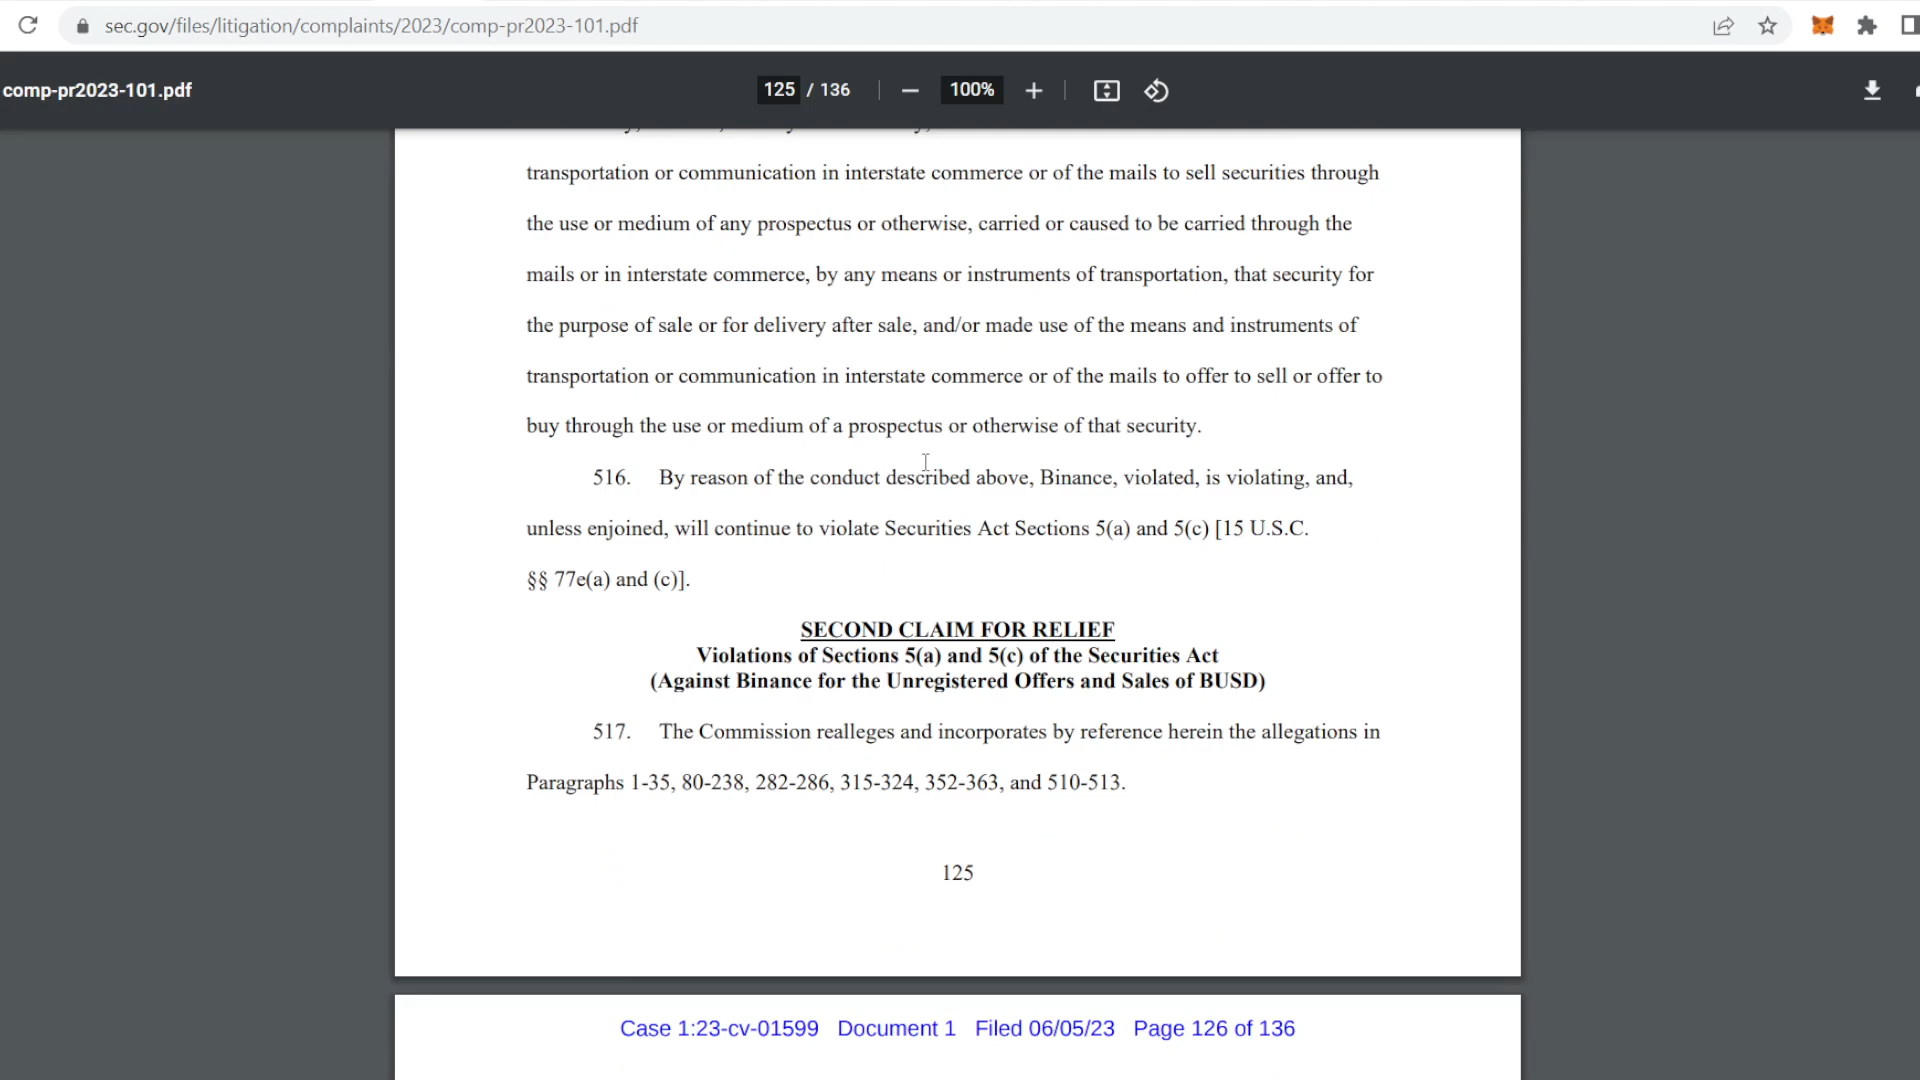 sec.gov/files/litigation/complaints/2023/comp-pr2023-101.pdf
comp-pr2023-101.pdf
125 / 136
100%
transportation or communication in interstate commerce or of the mails to sell securities through
the use or medium of any prospectus or otherwise, carried or caused to be carried through the
mails or in interstate commerce, by any means or instruments of transportation, that security for
the purpose of sale or for delivery after sale, and/or made use of the means and instruments of
transportation or communication in interstate commerce or of the mails to offer to sell or offer to
buy through the use or medium of a prospectus or otherwise of that security.
516. By reason of the conduct described above, Binance, violated, is violating, and,
unless enjoined, will continue to violate Securities Act Sections 5(a) and 5(c) [15 U.S.C.
§§ 77e(a) and (c)].
SECOND CLAIM FOR RELIEF
Violations of Sections 5(a) and 5(c) of the Securities Act
(Against Binance for the Unregistered Offers and Sales of BUSD)
517. The Commission realleges and incorporates by reference herein the allegations in
Paragraphs 1-35, 80-238, 282-286, 315-324, 352-363, and 510-513.
125
Case 1:23-cv-01599 Document 1 Filed 06/05/23 Page 126 of 136